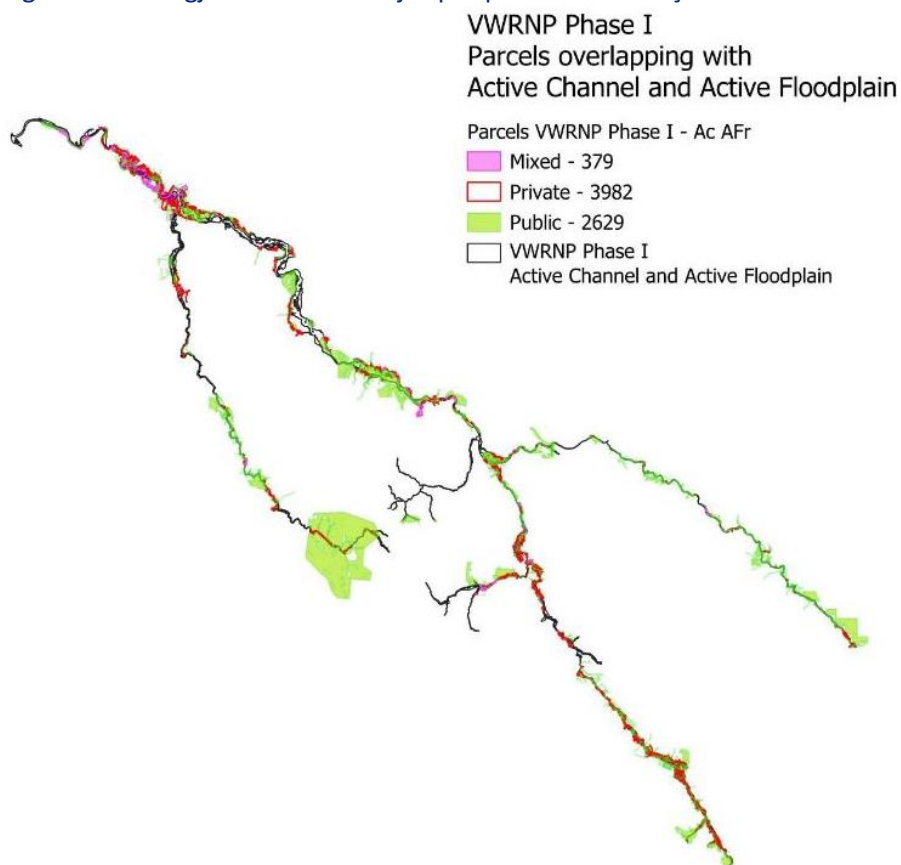 VWRNP Phase I
Parcels overlapping with
Active Channel and Active Floodplain
Parcels VWRNP Phase I - Ac AFr
Mixed - 379
Private - 3982
Public - 2629
VWRNP Phase I
Active Channel and Active Floodplain